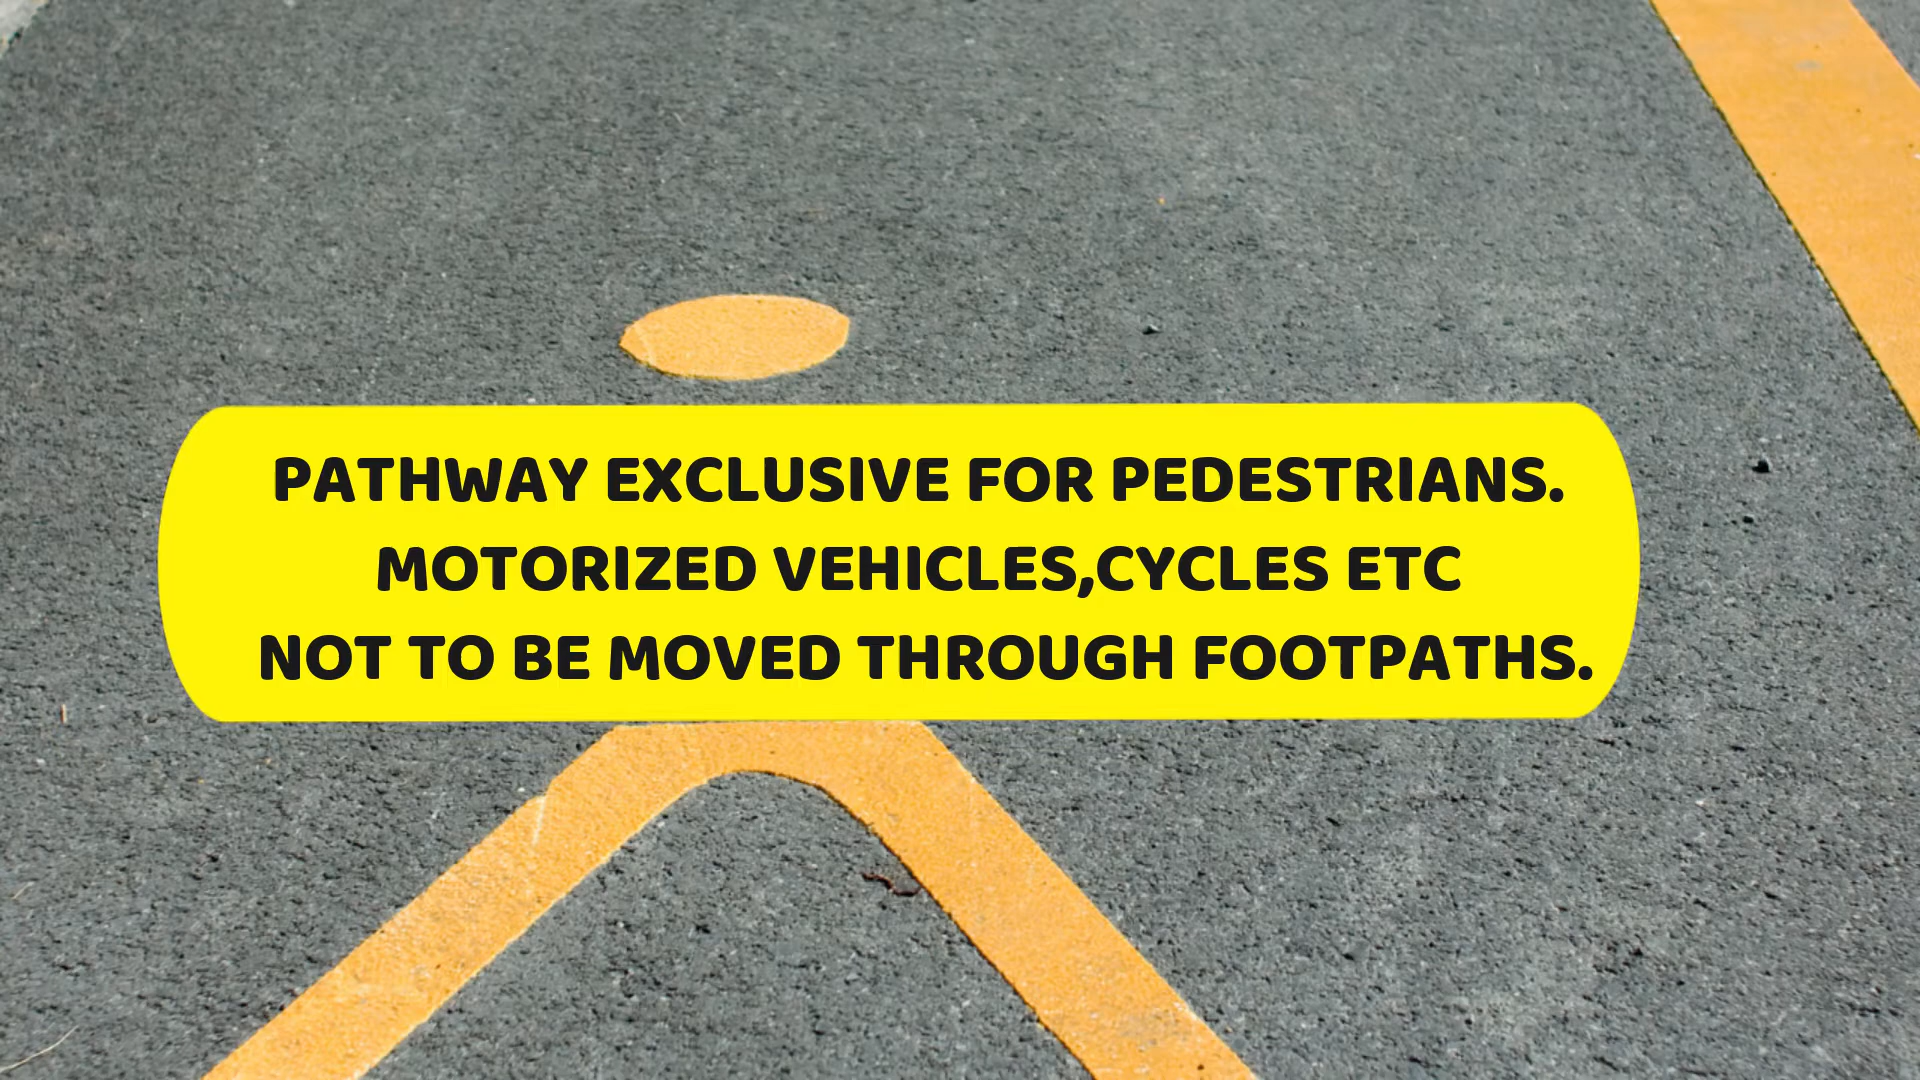 PATHWAY EXCLUSIVE FOR PEDESTRIANS.
MOTORIZED VEHICLES,CYCLES ETC
NOT TO BE MOVED THROUGH FOOTPATHS.